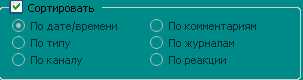 Сортировать
По дате/времени
По комментариям
По типу
По журналам
По каналу
По реакции